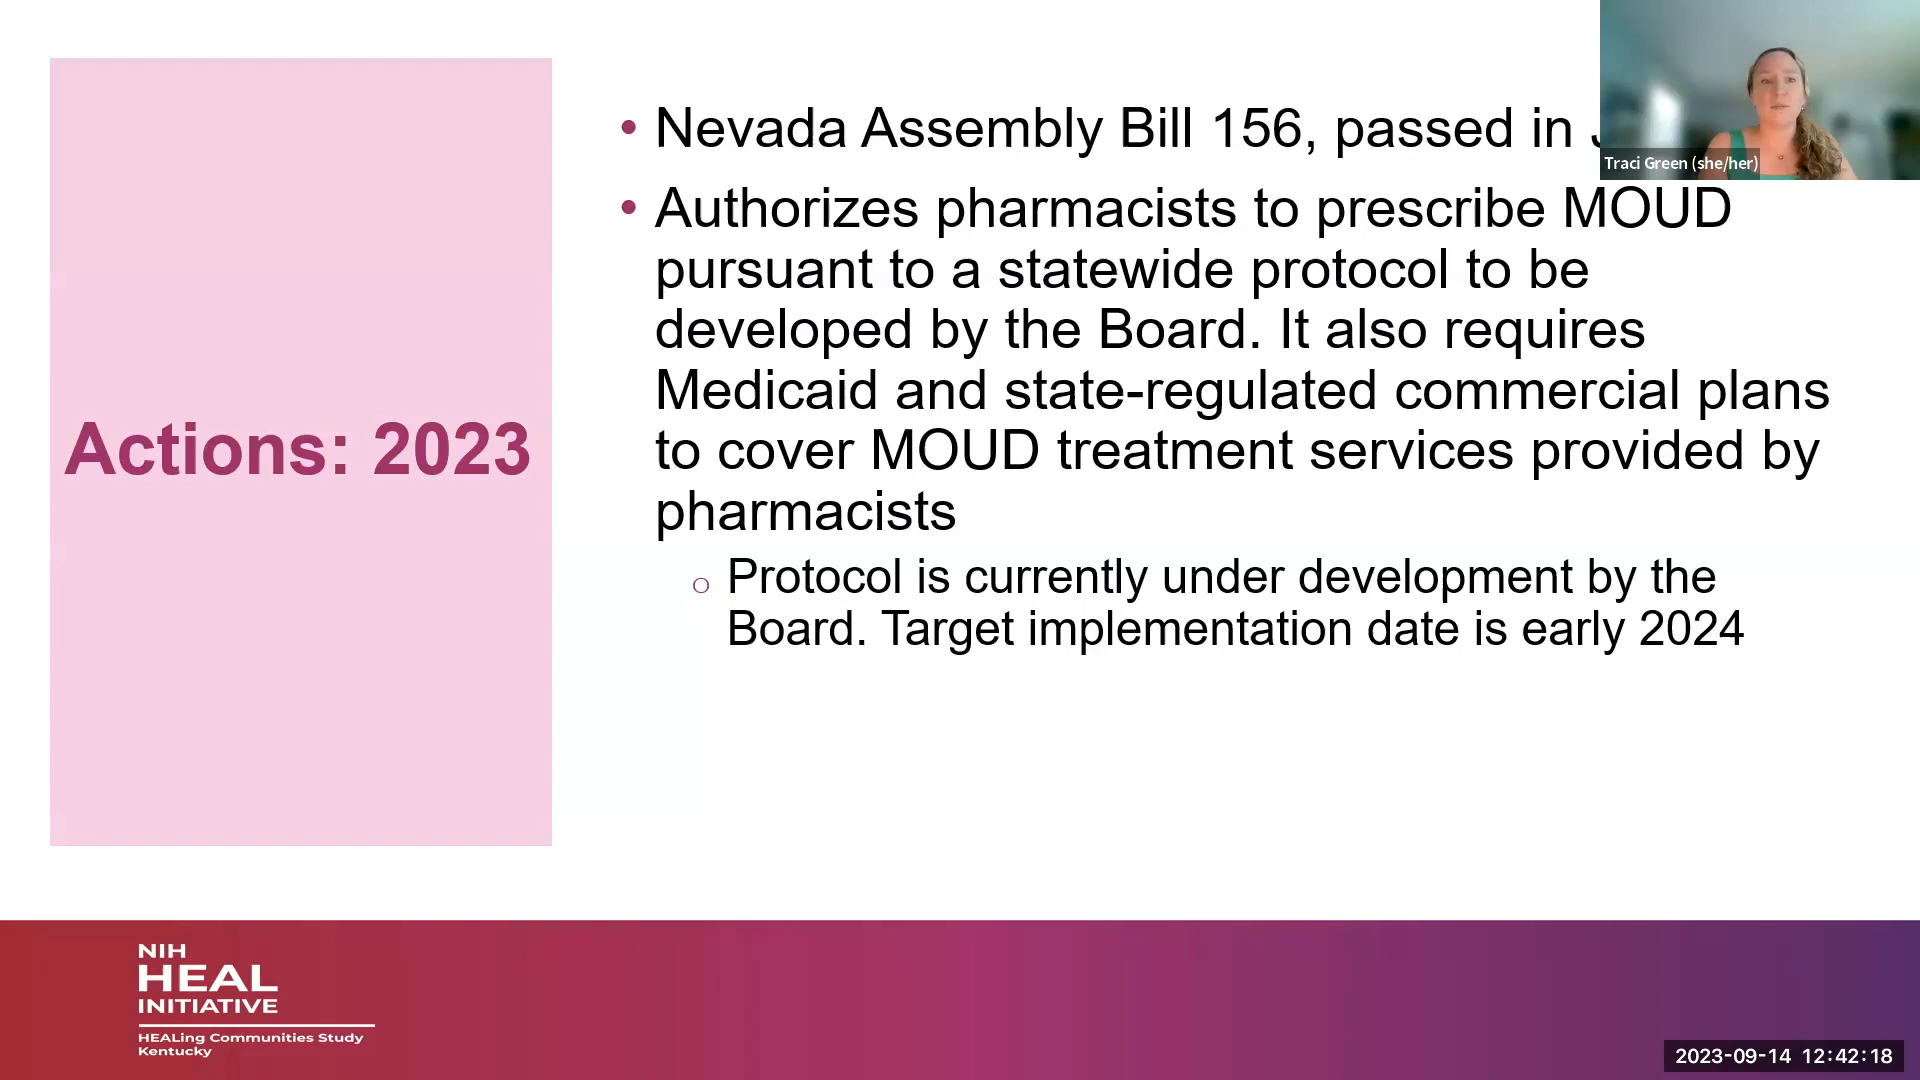 Actions: 2023
• Nevada Assembly Bill 156, passed in
• Authorizes pharmacists to prescribe MOUD
pursuant to a statewide protocol to be
developed by the Board. It also requires
Medicaid and state-regulated commercial plans
to cover MOUD treatment services provided by
pharmacists
o Protocol is currently under development by the
Board. Target implementation date is early 2024
Traci Green (she/her)
NIH
HEAL
INITIATIVE
HEALing Communities Study
Kentucky
2023-09-14 12:42:18